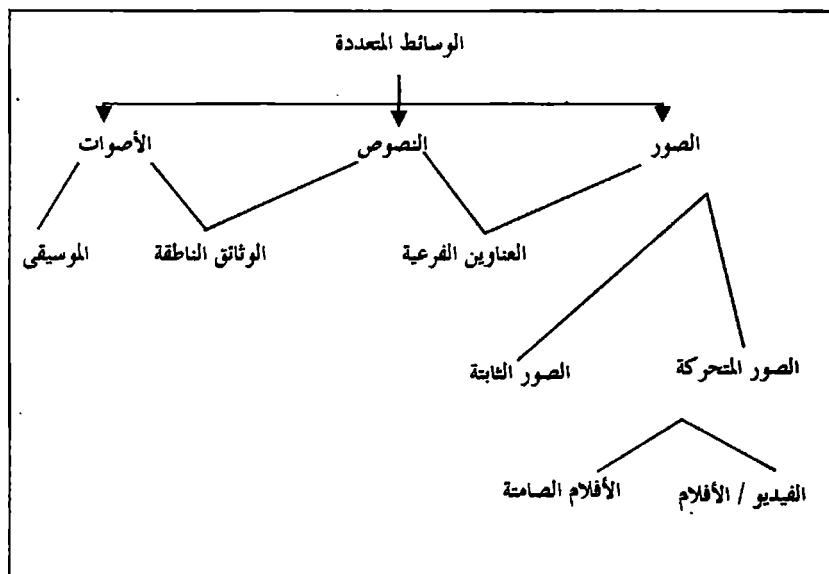 الوسائط المتعددة
الصور النصوص الأصوات
العناوين الفرعية الوثائق الناطقة الموسيقى
الصور المتحركة الصور الثابتة
الفيديو / الأفلام الأفلام الصامتة